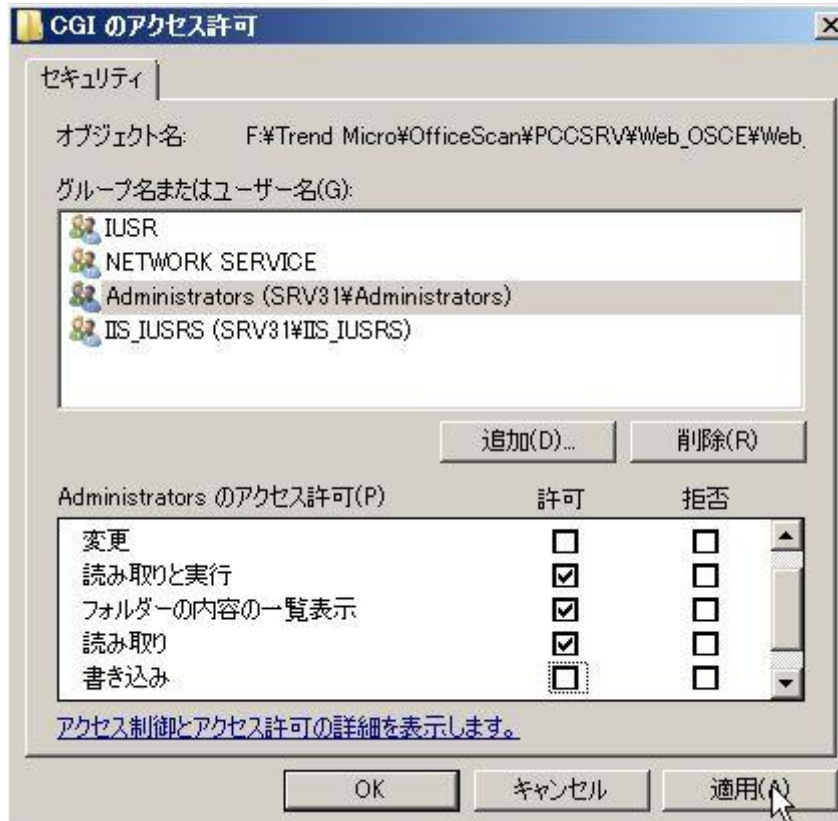 CGI のアクセス許可
セキュリティ
オブジェクト名: F:¥Trend Micro¥OfficeScan¥PCCSRV¥Web_OSCE¥Web_
グループ名またはユーザー名(G):
IUSR
NETWORK SERVICE
Administrators (SRV31¥Administrators)
IIS_IUSRS (SRV31¥IIS_IUSRS)
追加(D)... 削除(R)
Administrators のアクセス許可(P) 許可 拒否
変更
読み取りと実行
フォルダーの内容の一覧表示
読み取り
書き込み
アクセス制御とアクセス許可の詳細を表示します。
OK キャンセル 適用(A)